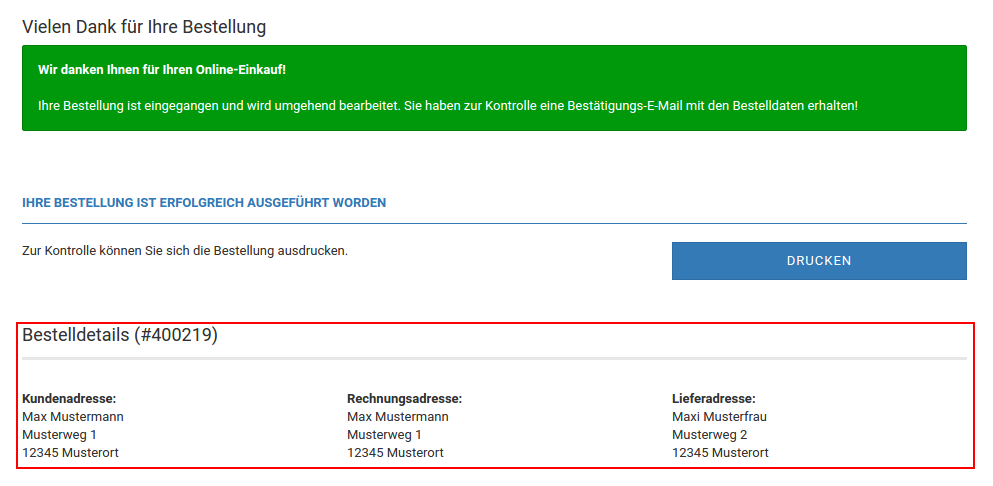 Vielen Dank für Ihre Bestellung
Wir danken Ihnen für Ihren Online-Einkauf!
Ihre Bestellung ist eingegangen und wird umgehend bearbeitet. Sie haben zur Kontrolle eine Bestätigungs-E-Mail mit den Bestelldaten erhalten!
IHRE BESTELLUNG IST ERFOLGREICH AUSGEFÜHRT WORDEN
Zur Kontrolle können Sie sich die Bestellung ausdrucken.
DRUCKEN
Bestelldetails (#400219)
Kundenadresse:
Max Mustermann
Musterweg 1
12345 Musterort
Rechnungsadresse:
Max Mustermann
Musterweg 1
12345 Musterort
Lieferadresse:
Maxi Musterfrau
Musterweg 2
12345 Musterort